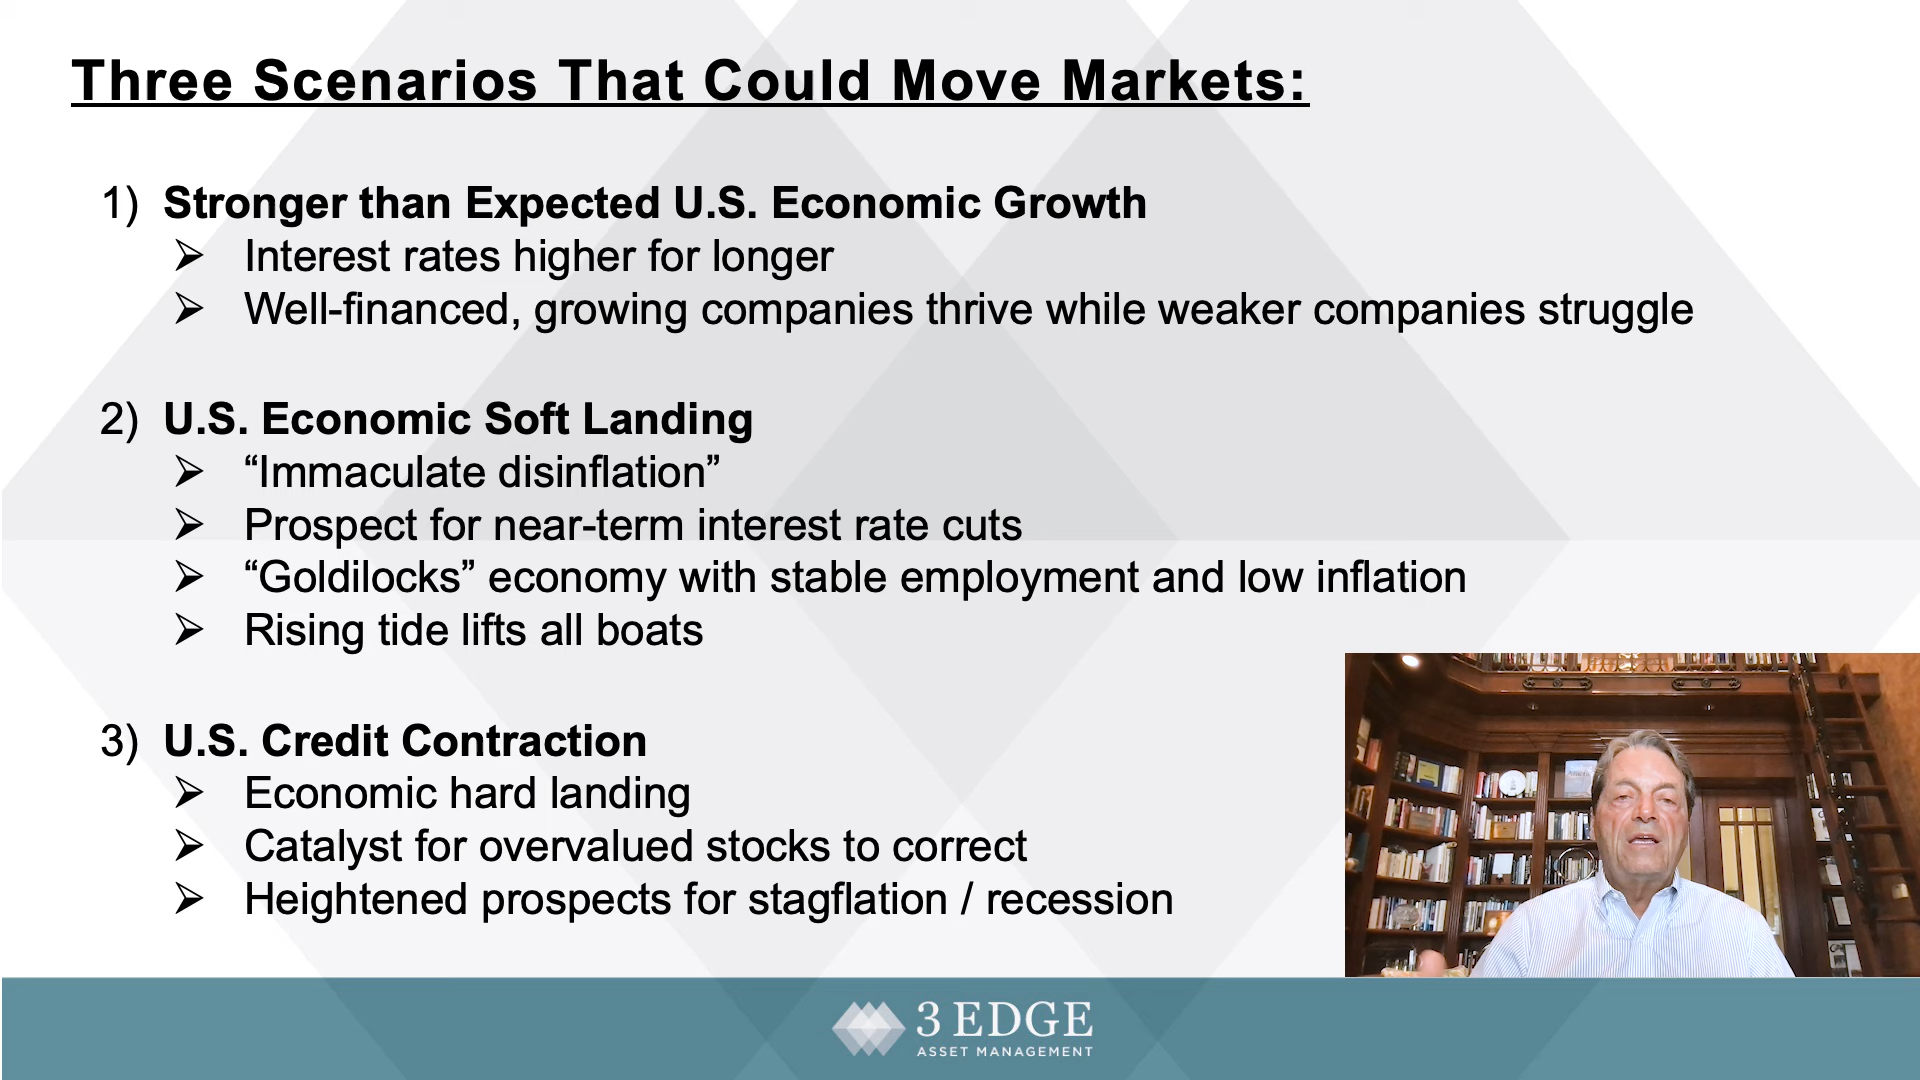 Three Scenarios That Could Move Markets:
1) Stronger than Expected U.S. Economic Growth
➢ Interest rates higher for longer
➢ Well-financed, growing companies thrive while weaker companies struggle
2) U.S. Economic Soft Landing
➢ “Immaculate disinflation”
➢ Prospect for near-term interest rate cuts
➢ “Goldilocks” economy with stable employment and low inflation
➢ Rising tide lifts all boats
3) U.S. Credit Contraction
➢ Economic hard landing
➢ Catalyst for overvalued stocks to correct
➢ Heightened prospects for stagflation / recession
3 EDGE
ASSET MANAGEMENT